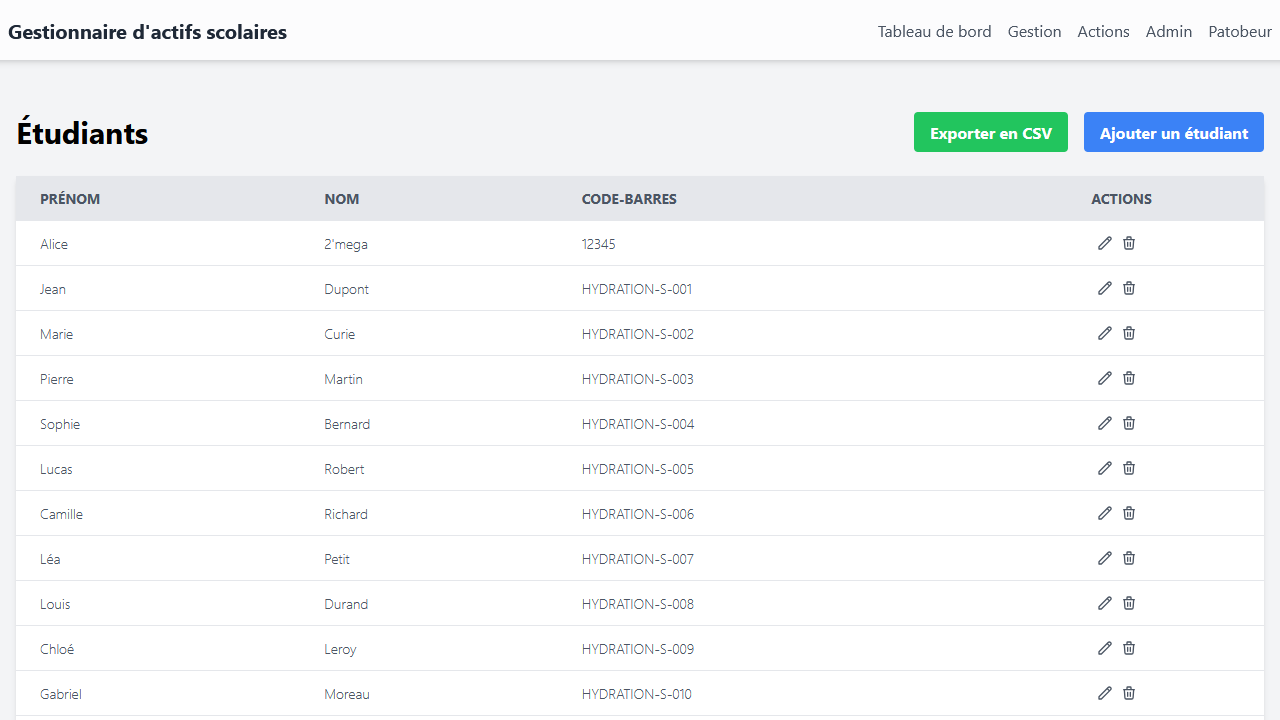 Gestionnaire d'actifs scolaires Tableau de bord Gestion Actions Admin Patobeur
Étudiants Exporter en CSV Ajouter un étudiant
PRÉNOM NOM CODE-BARRES ACTIONS
Alice 2'mega 12345
Jean Dupont HYDRATION-S-001
Marie Curie HYDRATION-S-002
Pierre Martin HYDRATION-S-003
Sophie Bernard HYDRATION-S-004
Lucas Robert HYDRATION-S-005
Camille Richard HYDRATION-S-006
Léa Petit HYDRATION-S-007
Louis Durand HYDRATION-S-008
Chloé Leroy HYDRATION-S-009
Gabriel Moreau HYDRATION-S-010